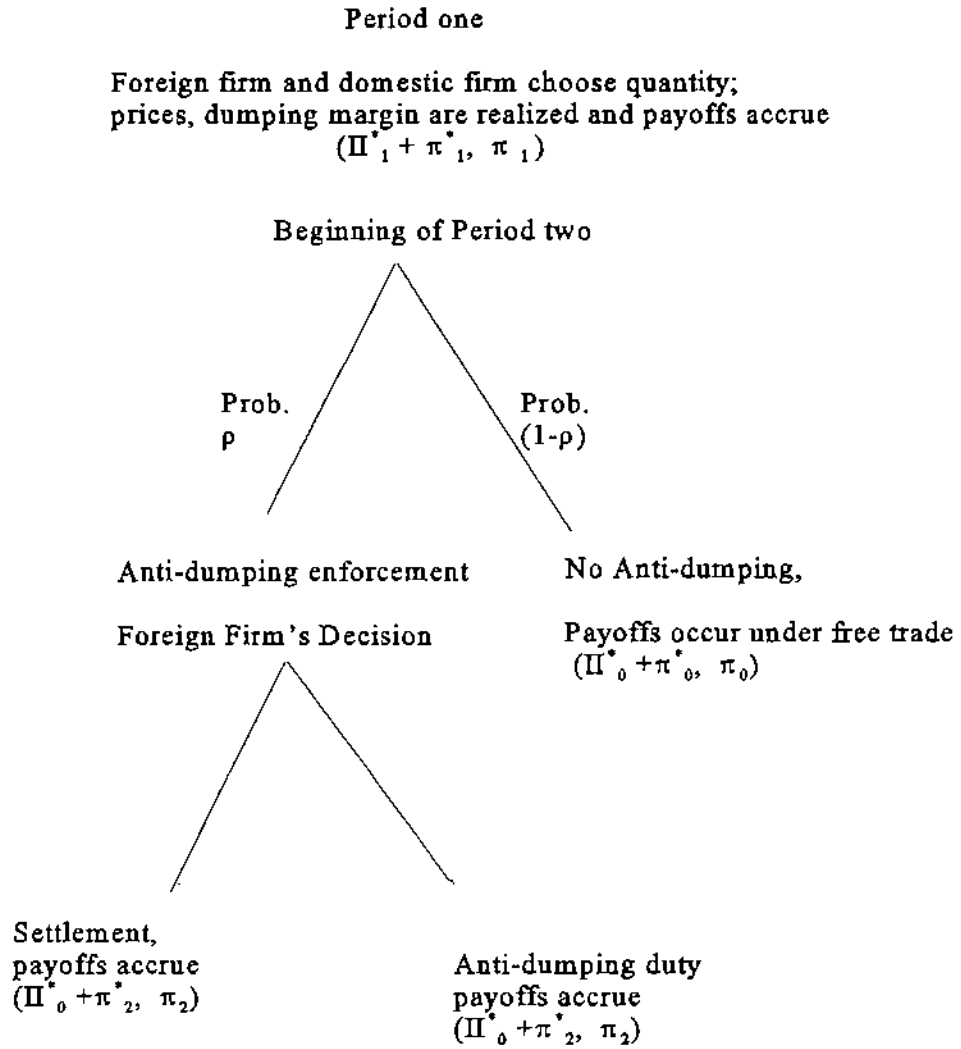 Period one
Foreign firm and domestic firm choose quantity;
prices, dumping margin are realized and payoffs accrue
(Π*₁ + π*₁, π ₁)
Beginning of Period two
Prob.
ρ
Prob.
(1-ρ)
Anti-dumping enforcement
No Anti-dumping,
Foreign Firm's Decision
Payoffs occur under free trade
(Π*₀ +π*₀, π₀)
Settlement,
payoffs accrue
(Π*₀ +π*₂, π₂)
Anti-dumping duty
payoffs accrue
(Π*₀ +π*₂, π₂)